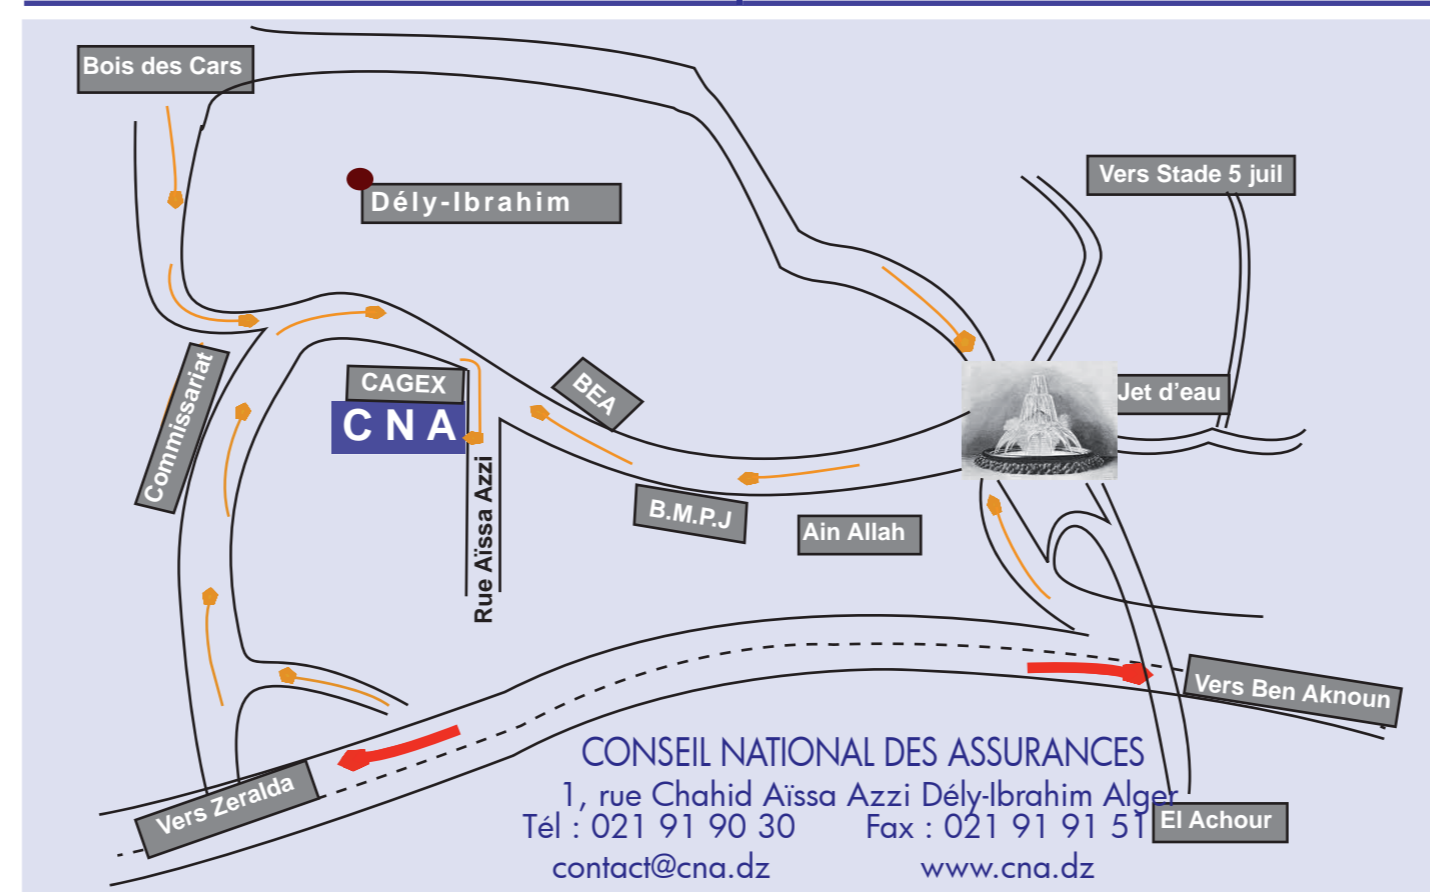 Bois des Cars
Vers Stade 5 juil
Dély-Ibrahim
Commissariat
CAGEX
CNA
BEA
Jet d’eau
Rue Aïssa Azzi
B.M.P.J
Ain Allah
Vers Ben Aknoun
Vers Zeralda
CONSEIL NATIONAL DES ASSURANCES
1, rue Chahid Aïssa Azzi Dély-Ibrahim Alger
Tél : 021 91 90 30 Fax : 021 91 91 51
El Achour
contact@cna.dz www.cna.dz